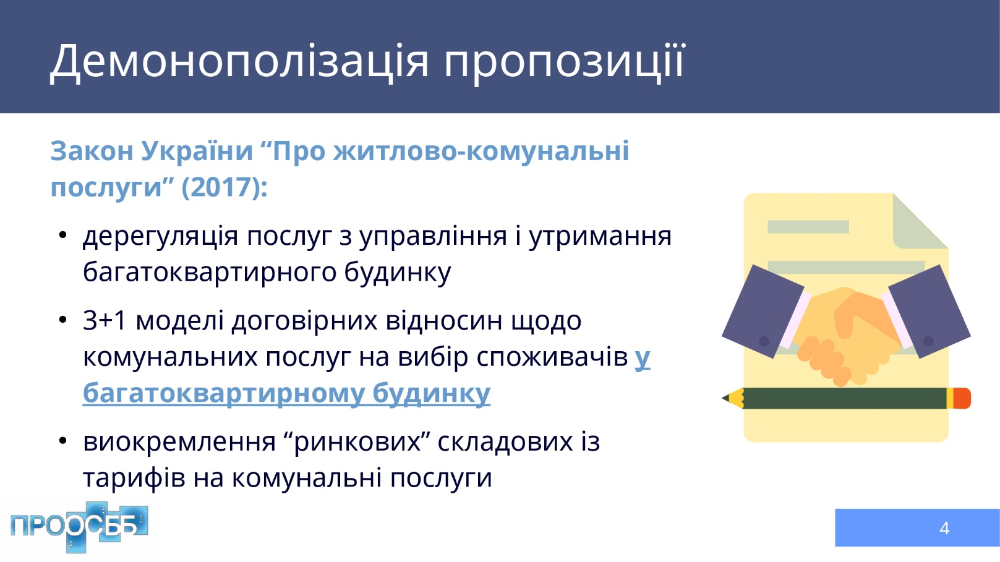 Демонополізація пропозиції
Закон України “Про житлово-комунальні
послуги” (2017):
• дерегуляція послуг з управління і утримання
багатоквартирного будинку
• 3+1 моделі договірних відносин щодо
комунальних послуг на вибір споживачів у
багатоквартирному будинку
• виокремлення “ринкових” складових із
тарифів на комунальні послуги
ПРООСББ
4